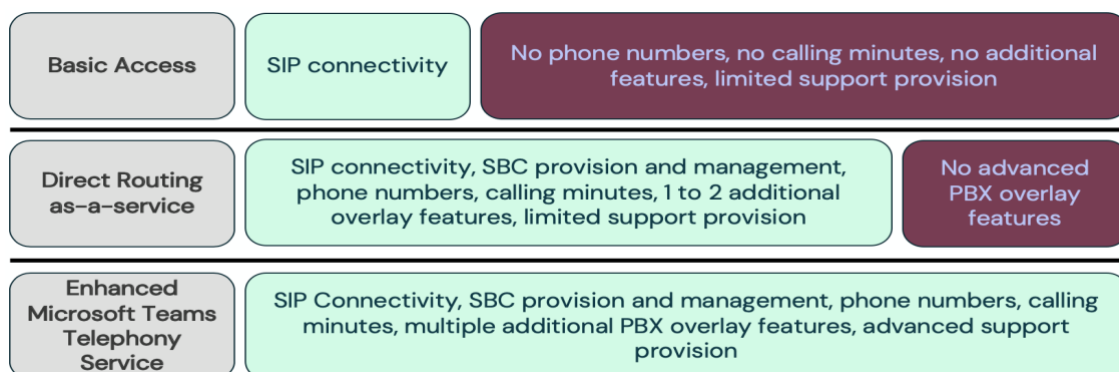 Basic Access
SIP connectivity
No phone numbers, no calling minutes, no additional
features, limited support provision
Direct Routing
as-a-service
SIP connectivity, SBC provision and management,
phone numbers, calling minutes, 1 to 2 additional
overlay features, limited support provision
No advanced
PBX overlay
features
Enhanced
Microsoft Teams
Telephony
Service
SIP Connectivity, SBC provision and management, phone numbers, calling
minutes, multiple additional PBX overlay features, advanced support
provision